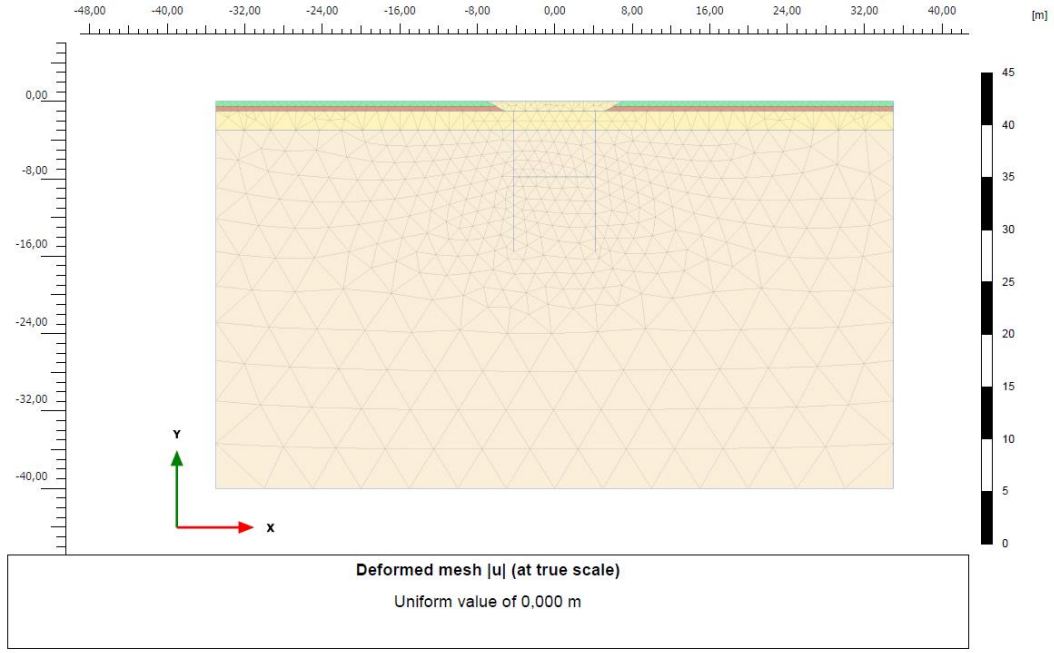 -48,00 -40,00 -32,00 -24,00 -16,00 -8,00 0,00 8,00 16,00 24,00 32,00 40,00
[m]
45
0,00
40
-8,00
35
30
-16,00
25
-24,00
20
15
-32,00
10
Y
-40,00
5
X
0
Deformed mesh |u| (at true scale)
Uniform value of 0,000 m